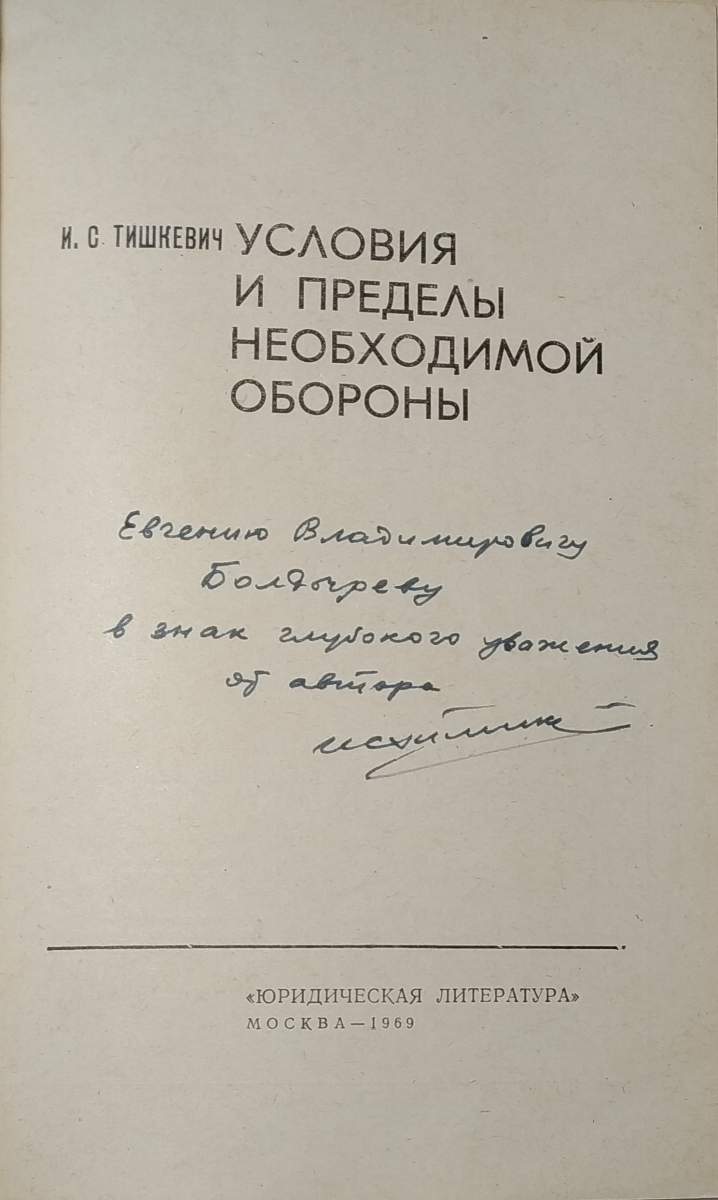 И. С. ТИШКЕВИЧ
УСЛОВИЯ
И ПРЕДЕЛЫ
НЕОБХОДИМОЙ
ОБОРОНЫ
Евгению Владимировичу
Болдыреву
в знак глубокого уважения
от автора
«ЮРИДИЧЕСКАЯ ЛИТЕРАТУРА»
МОСКВА—1969